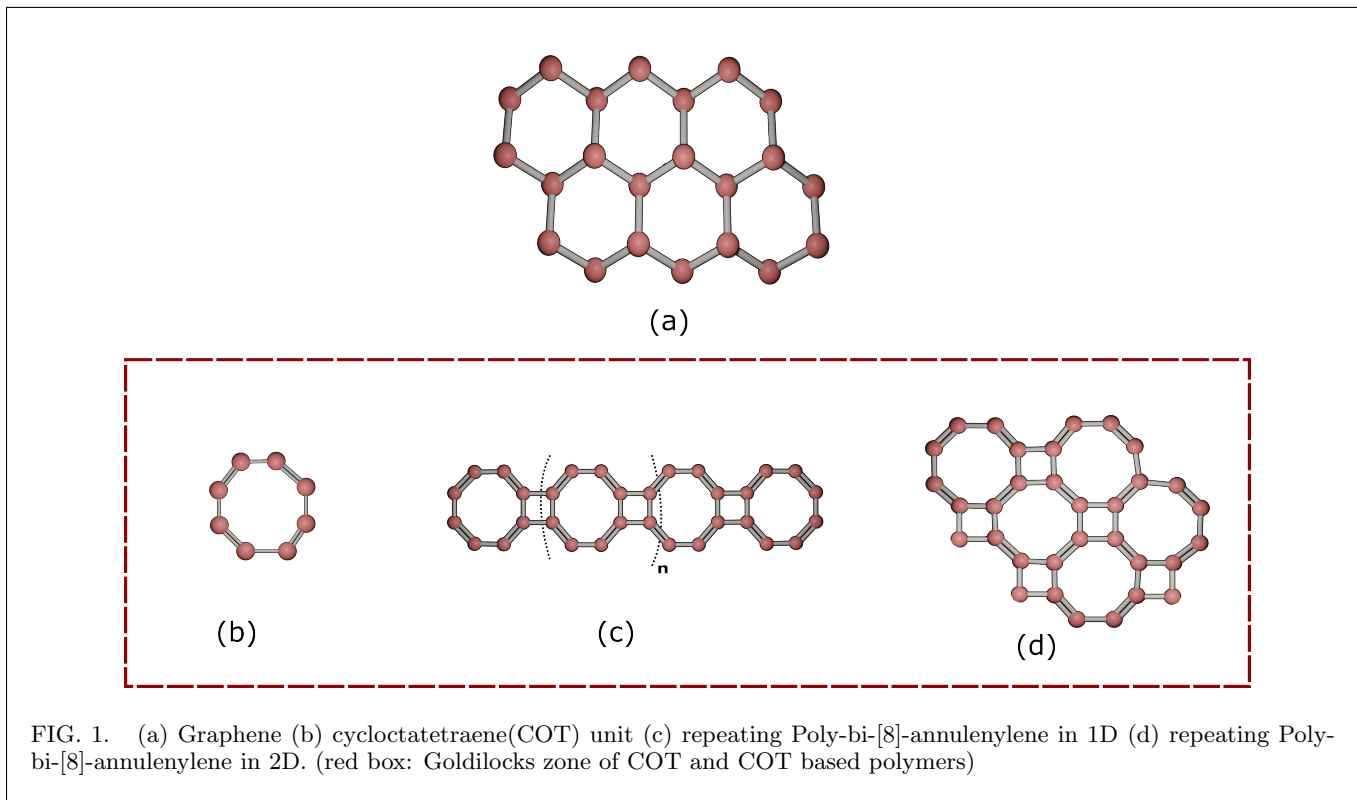 (a)
n
(b)
(c)
(d)
FIG. 1. (a) Graphene (b) cycloctatetraene(COT) unit (c) repeating Poly-bi-[8]-annulenylene in 1D (d) repeating Poly-
bi-[8]-annulenylene in 2D. (red box: Goldilocks zone of COT and COT based polymers)